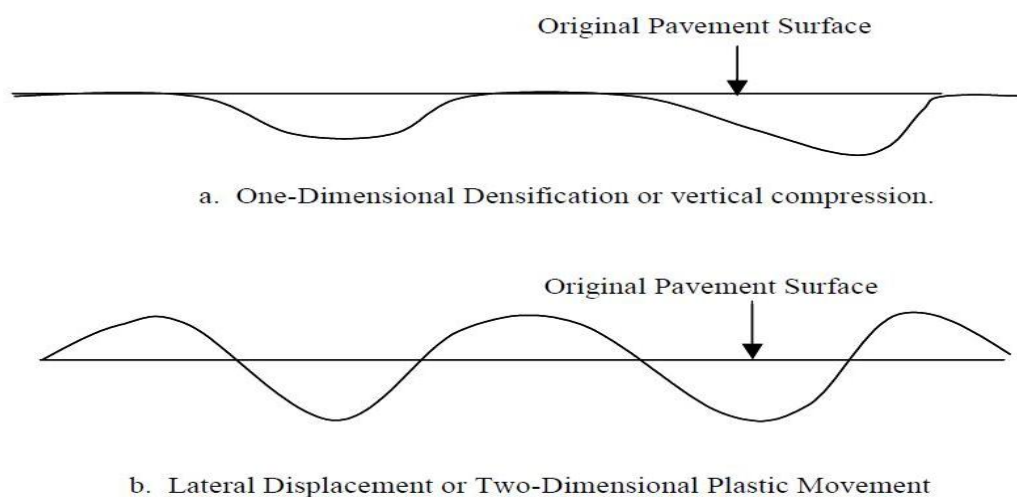 Original Pavement Surface
a. One-Dimensional Densification or vertical compression.
Original Pavement Surface
b. Lateral Displacement or Two-Dimensional Plastic Movement